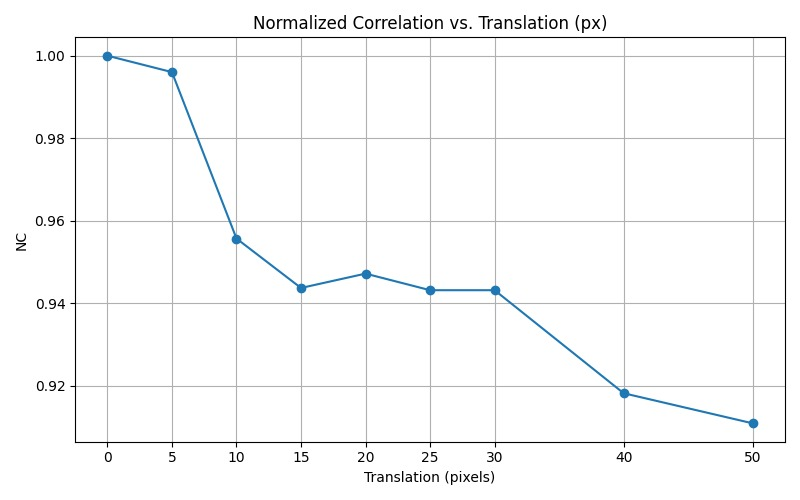 Normalized Correlation vs. Translation (px)
1.00
0.98
0.96
0.94
0.92
NC
0 5 10 15 20 25 30 40 50
Translation (pixels)